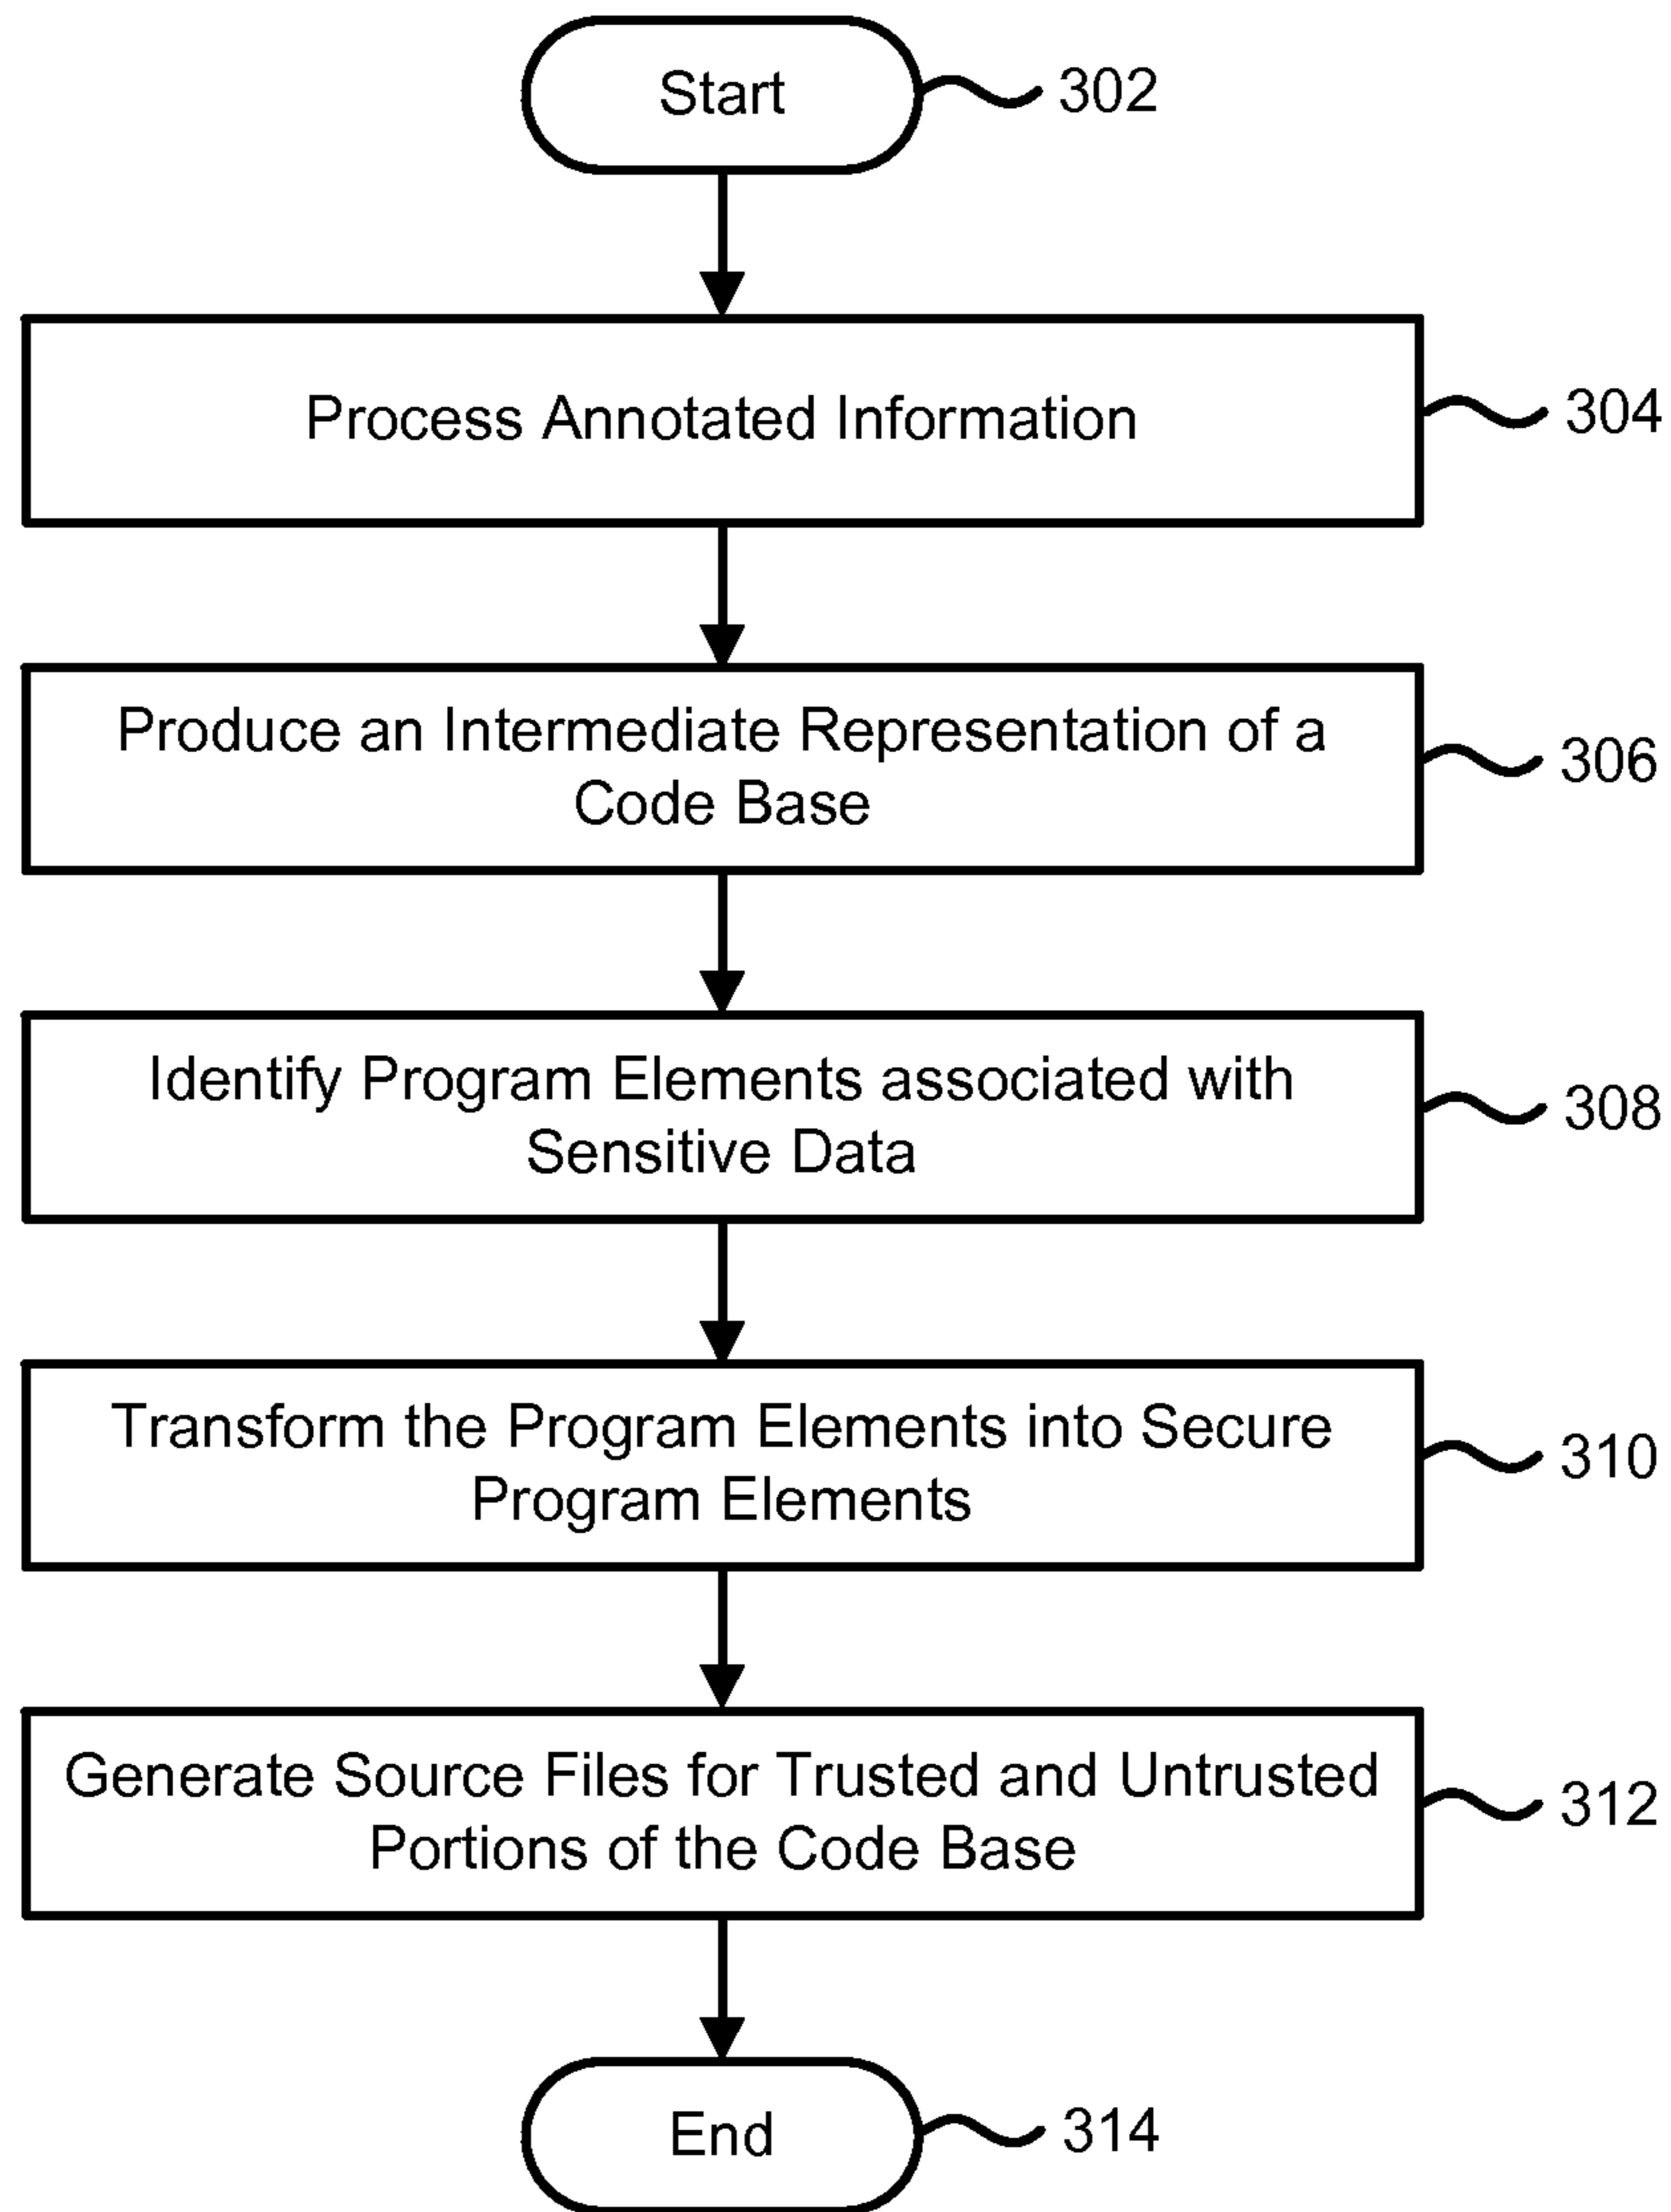 Start
302
Process Annotated Information
304
Produce an Intermediate Representation of a
Code Base
306
Identify Program Elements associated with
Sensitive Data
308
Transform the Program Elements into Secure
Program Elements
310
Generate Source Files for Trusted and Untrusted
Portions of the Code Base
312
End
314